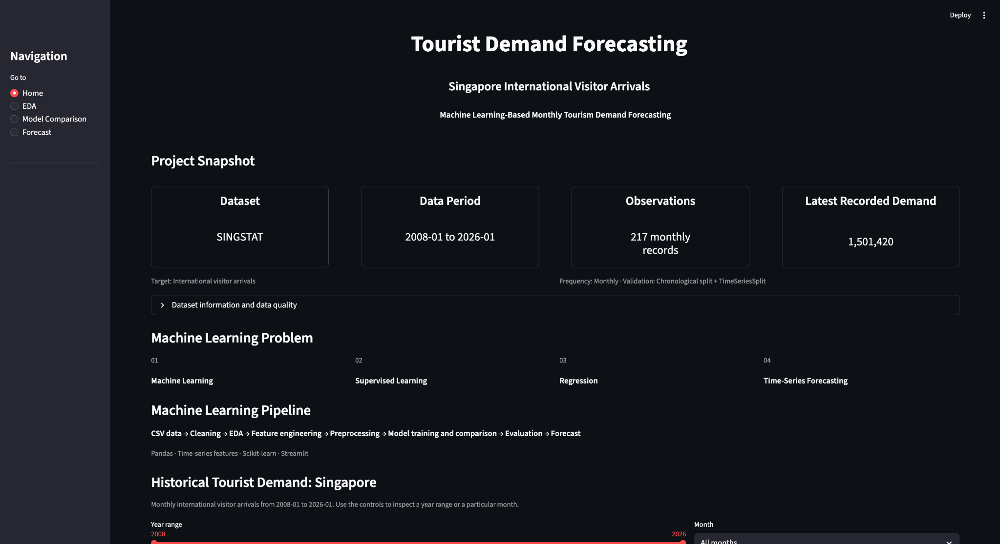 Deploy
Navigation
Go to
Home
EDA
Model Comparison
Forecast
Tourist Demand Forecasting
Singapore International Visitor Arrivals
Machine Learning-Based Monthly Tourism Demand Forecasting
Project Snapshot
Dataset
SINGSTAT
Data Period
2008-01 to 2026-01
Observations
217 monthly
records
Latest Recorded Demand
1,501,420
Target: International visitor arrivals
Frequency: Monthly · Validation: Chronological split + TimeSeriesSplit
Dataset information and data quality
Machine Learning Problem
01
Machine Learning
02
Supervised Learning
03
Regression
04
Time-Series Forecasting
Machine Learning Pipeline
CSV data → Cleaning → EDA → Feature engineering → Preprocessing → Model training and comparison → Evaluation → Forecast
Pandas · Time-series features · Scikit-learn · Streamlit
Historical Tourist Demand: Singapore
Monthly international visitor arrivals from 2008-01 to 2026-01. Use the controls to inspect a year range or a particular month.
Year range
2008
2026
Month
All months